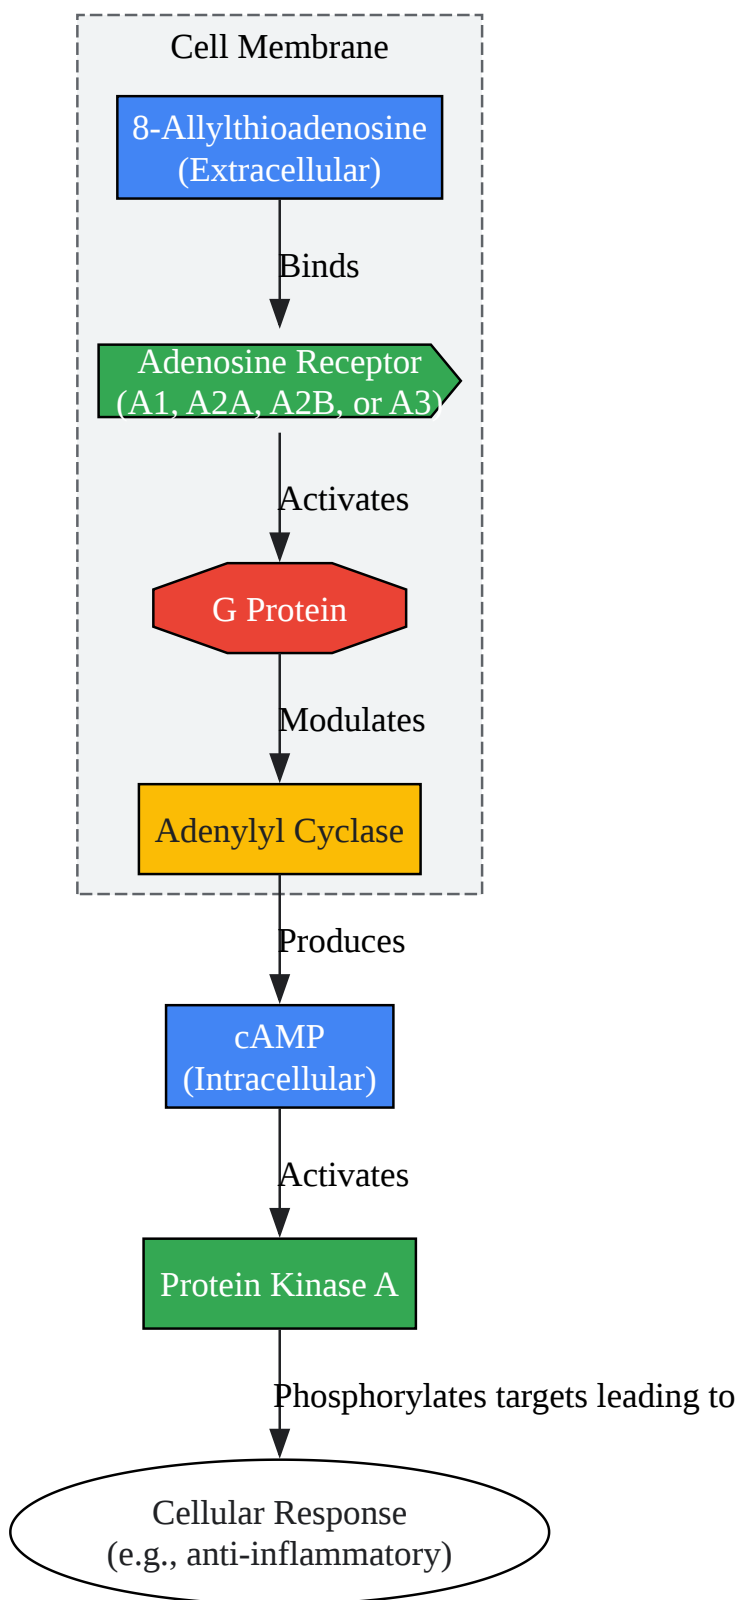 Cell Membrane
8-Allylthioadenosine
(Extracellular)
Binds
Adenosine Receptor
(A1, A2A, A2B, or A3)
Activates
G Protein
Modulates
Adenylyl Cyclase
Produces
cAMP
(Intracellular)
Activates
Protein Kinase A
Phosphorylates targets leading to
Cellular Response
(e.g., anti-inflammatory)